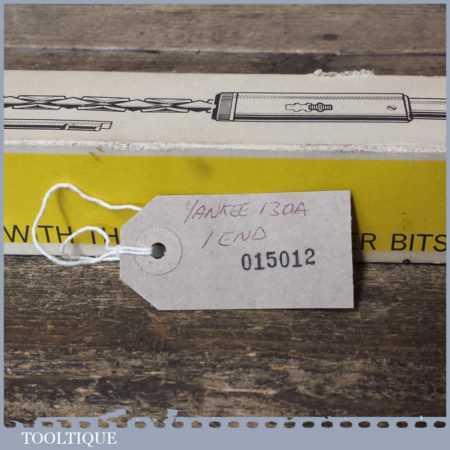 YANKEE 130A
1 END
015012
WITH TH
R BITS
TOOLTIQUE